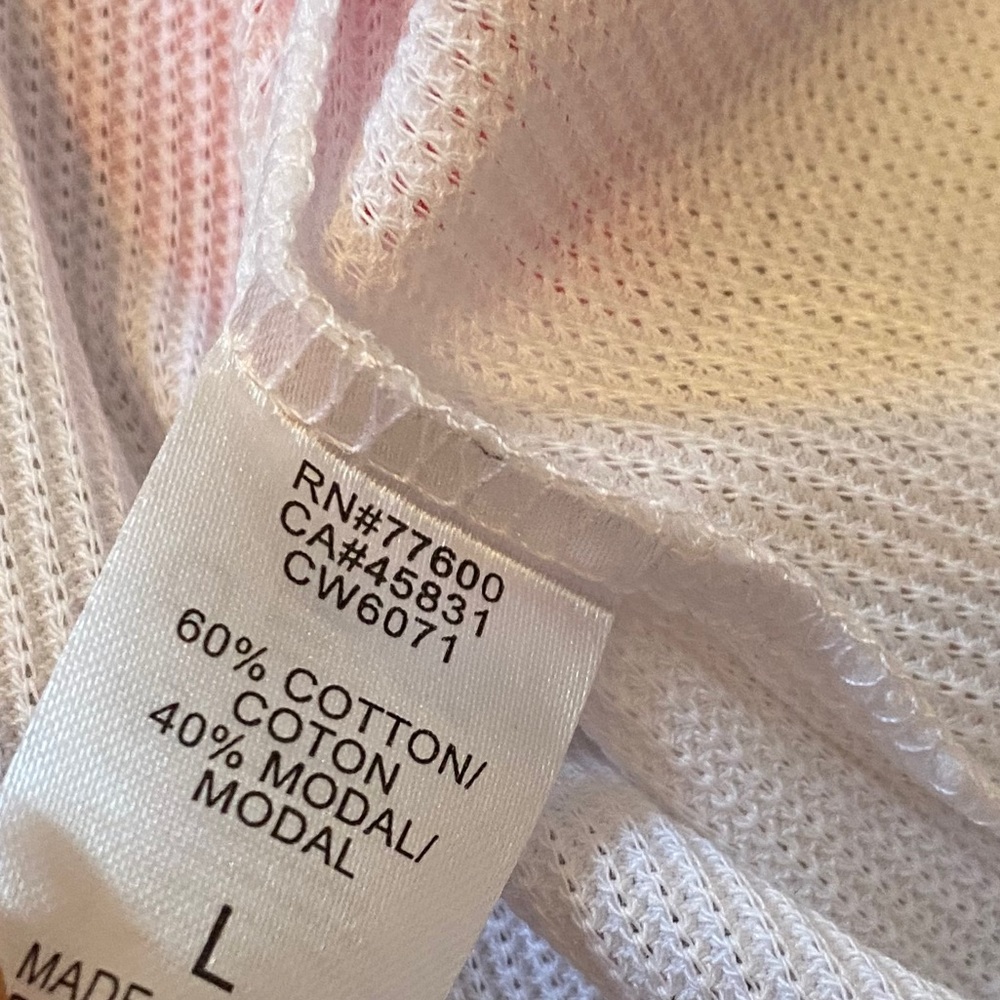 RN#77600
CA#45831
CW6071
60% COTTON/
COTON
40% MODAL/
MODAL
L
MADE